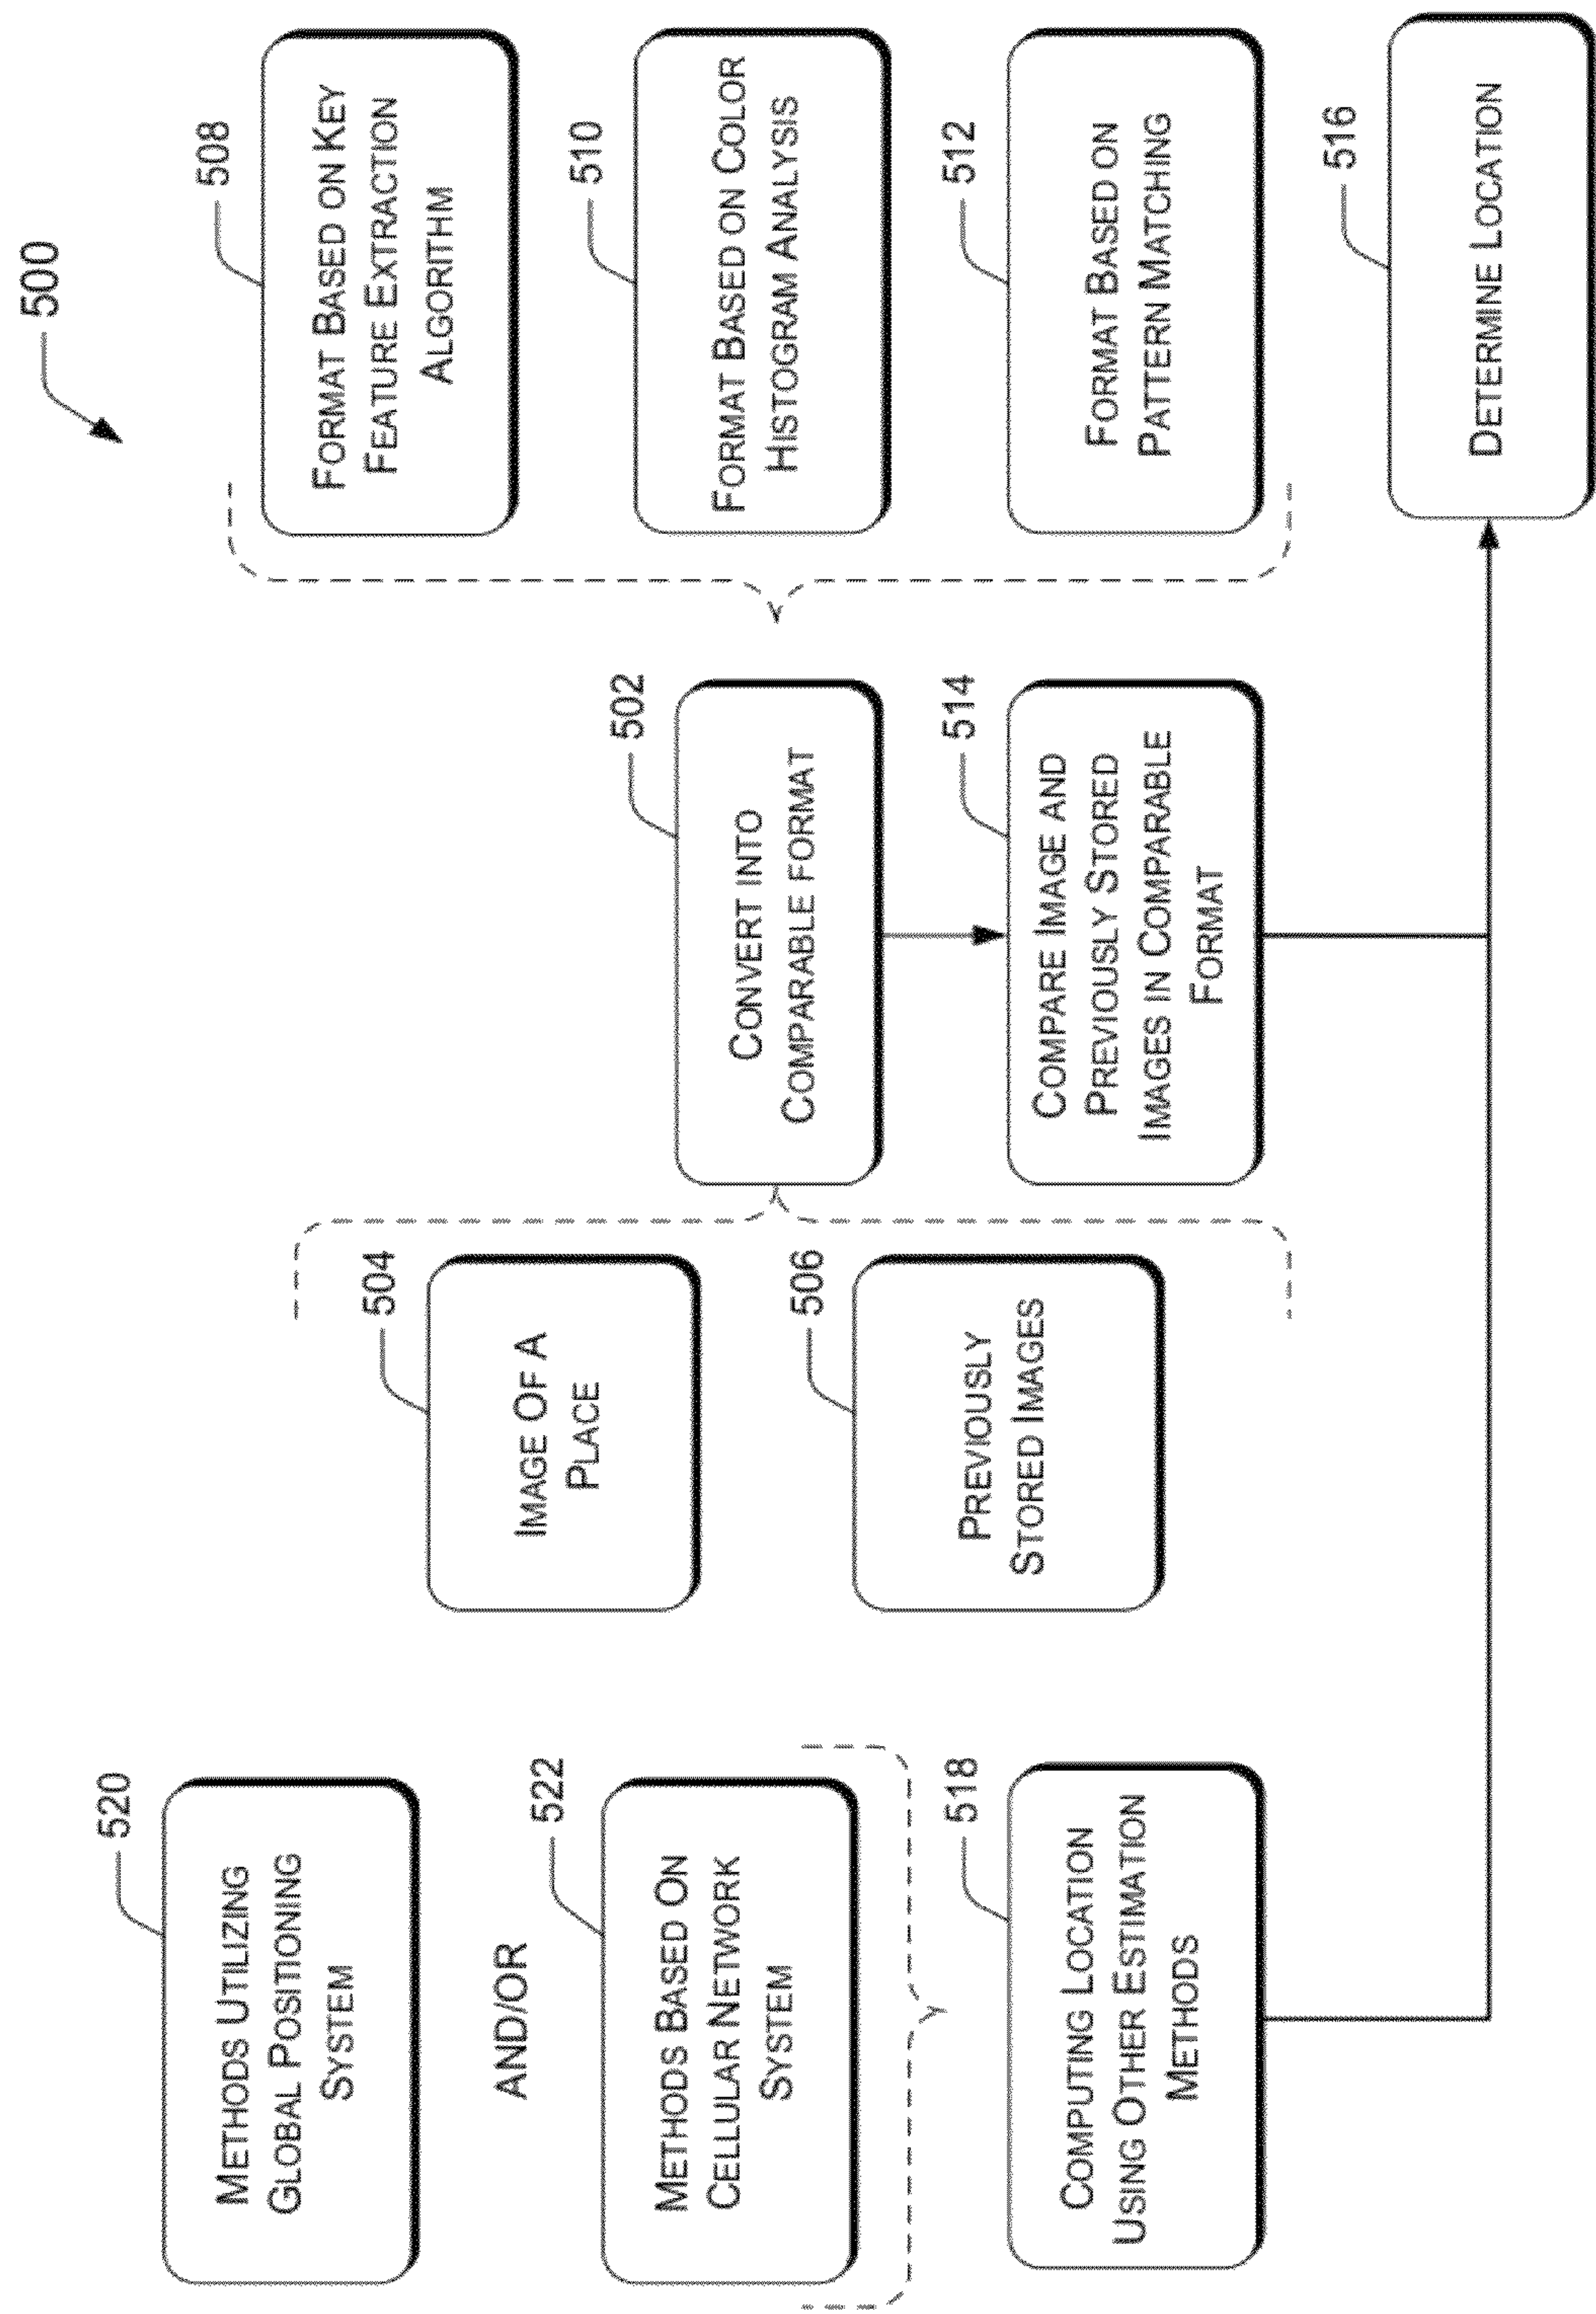 500
520
METHODS UTILIZING
GLOBAL POSITIONING
SYSTEM
AND/OR
522
METHODS BASED ON
CELLULAR NETWORK
SYSTEM
518
COMPUTING LOCATION
USING OTHER ESTIMATION
METHODS
504
IMAGE OF A
PLACE
506
PREVIOUSLY
STORED IMAGES
502
CONVERT INTO
COMPARABLE FORMAT
514
COMPARE IMAGE AND
PREVIOUSLY STORED
IMAGES IN COMPARABLE
FORMAT
508
FORMAT BASED ON KEY
FEATURE EXTRACTION
ALGORITHM
510
FORMAT BASED ON COLOR
HISTOGRAM ANALYSIS
512
FORMAT BASED ON
PATTERN MATCHING
516
DETERMINE LOCATION